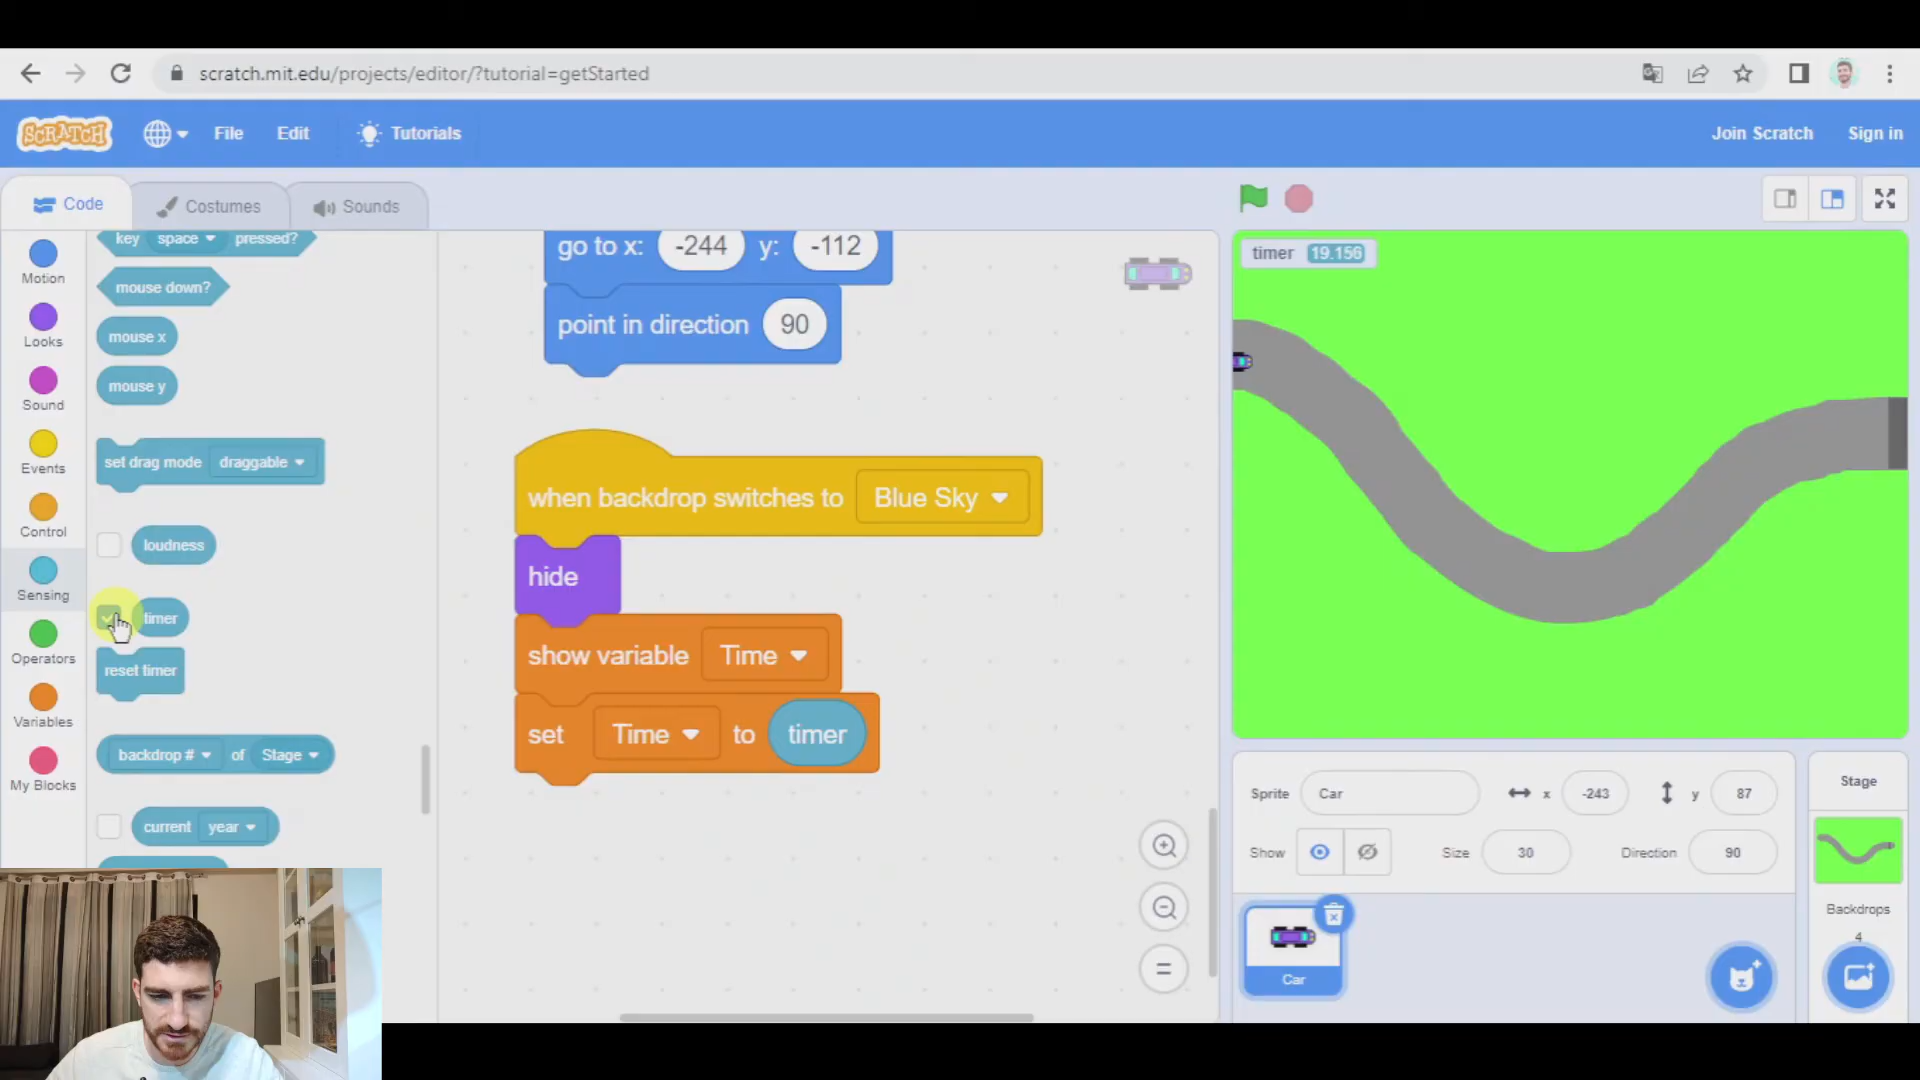 scratch.mit.edu/projects/editor/?tutorial=getStarted
SCRATCH File Edit Tutorials Join Scratch Sign in
Code Costumes Sounds
Motion
Looks
Sound
Events
Control
Sensing
Operators
Variables
My Blocks
key space pressed?
mouse down?
mouse x
mouse y
set drag mode draggable
loudness
timer
reset timer
backdrop # of Stage
current year
go to x: -244 y: -112
point in direction 90
when backdrop switches to Blue Sky
hide
show variable Time
set Time to timer
timer 19.156
Sprite Car x -243 y 87
Show Size 30 Direction 90
Car
Stage
Backdrops
4